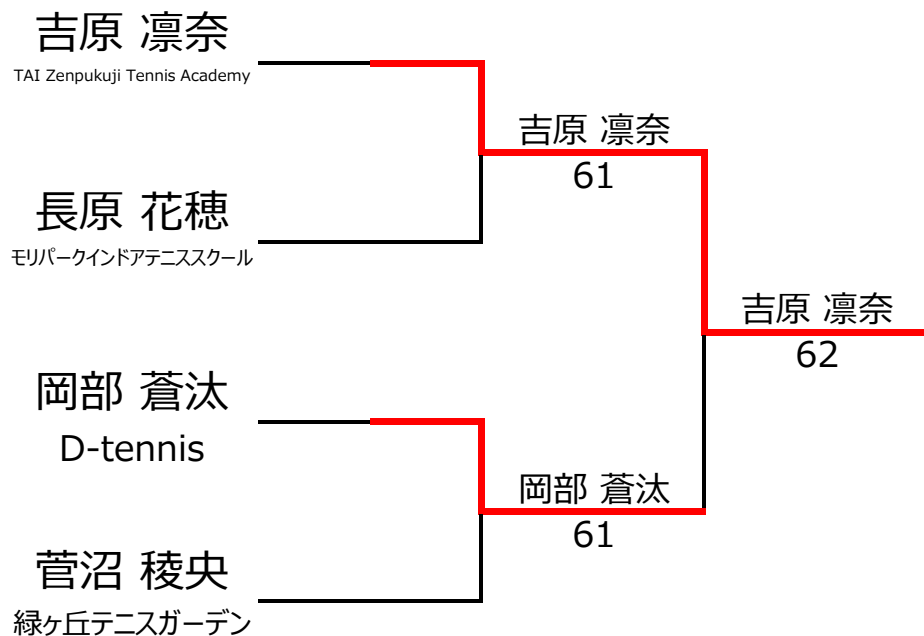 吉原 凛奈
TAI Zenpukuji Tennis Academy
吉原 凛奈
61
長原 花穂
モリパークインドアテニススクール
吉原 凛奈
62
岡部 蒼汰
D-tennis
岡部 蒼汰
61
菅沼 稜央
緑ヶ丘テニスガーデン